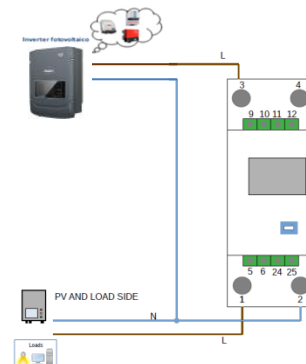 Inverter fotovoltaico
L
3 4
9 10 11 12
5 6 24 25
1 2
PV AND LOAD SIDE
N
L
Loads